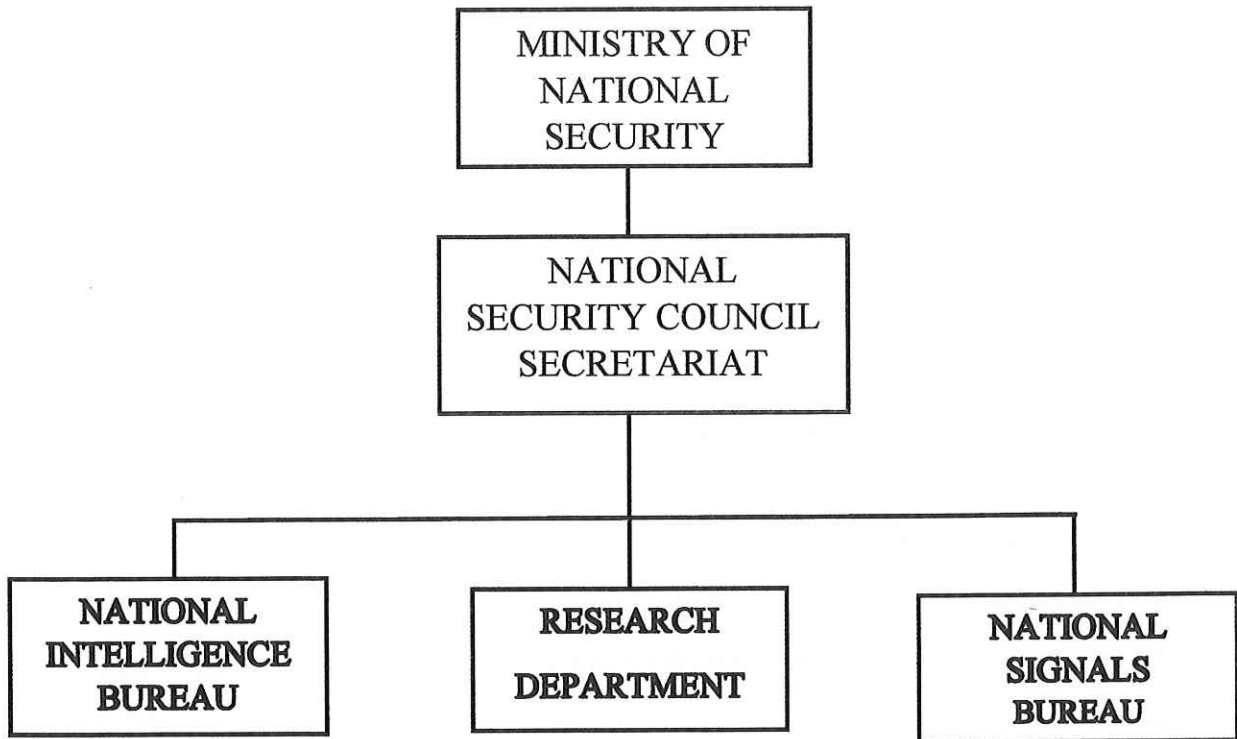 MINISTRY OF
NATIONAL
SECURITY
NATIONAL
SECURITY COUNCIL
SECRETARIAT
NATIONAL
INTELLIGENCE
BUREAU
RESEARCH
DEPARTMENT
NATIONAL
SIGNALS
BUREAU